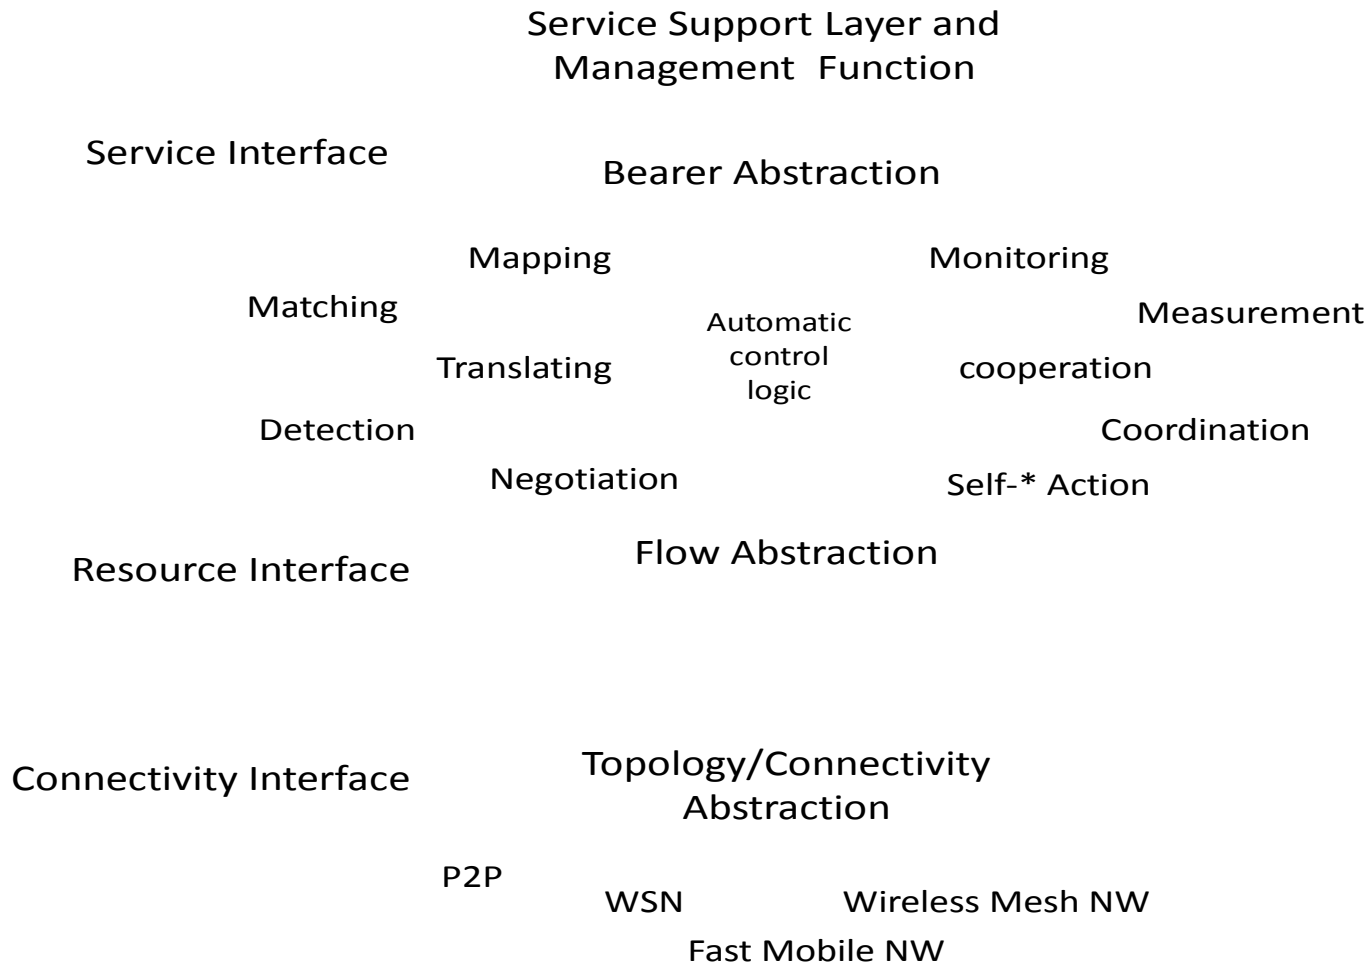 Service Support Layer and
Management Function
Service Interface
Bearer Abstraction
Mapping
Monitoring
Matching
Measurement
Automatic
control
logic
Translating
cooperation
Detection
Coordination
Negotiation
Self-* Action
Flow Abstraction
Resource Interface
Topology/Connectivity
Abstraction
Connectivity Interface
P2P
WSN
Wireless Mesh NW
Fast Mobile NW